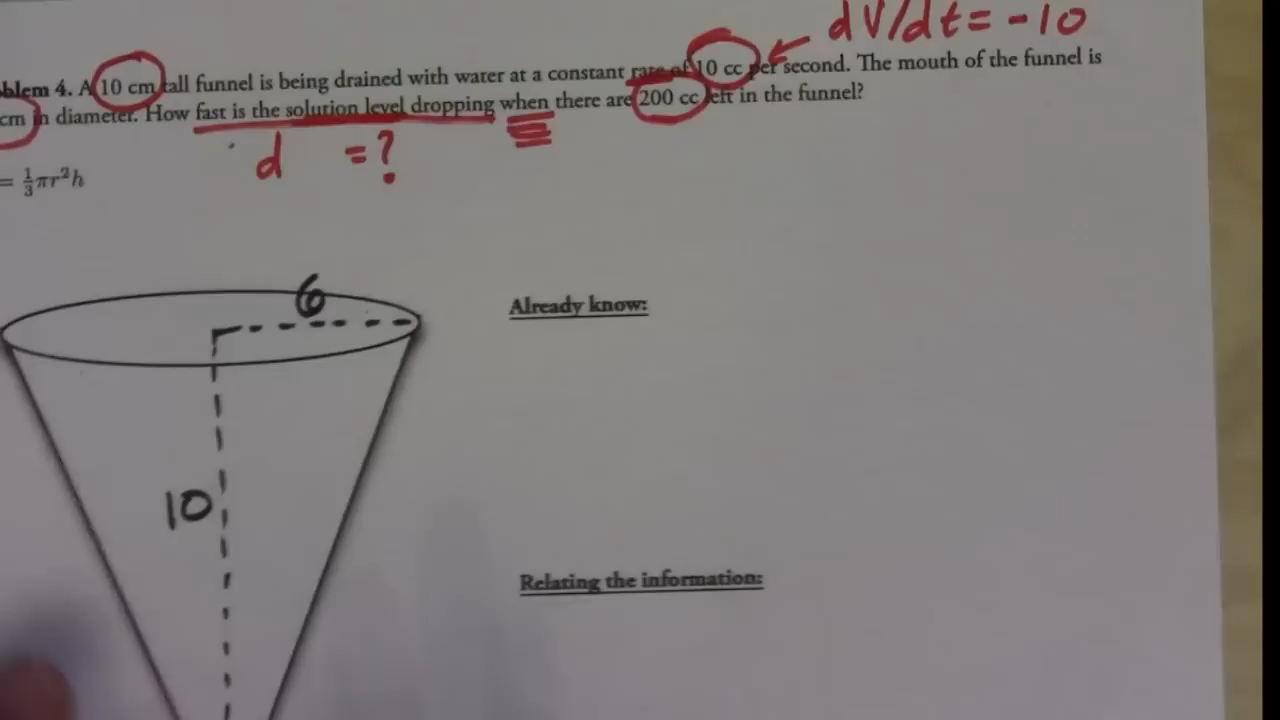 dV/dt = -10
blem 4. A 10 cm tall funnel is being drained with water at a constant rate of 10 cc per second. The mouth of the funnel is
cm in diameter. How fast is the solution level dropping when there are 200 cc left in the funnel?
d =?
= 1/3 πr²h
6
Already know:
10
Relating the information: